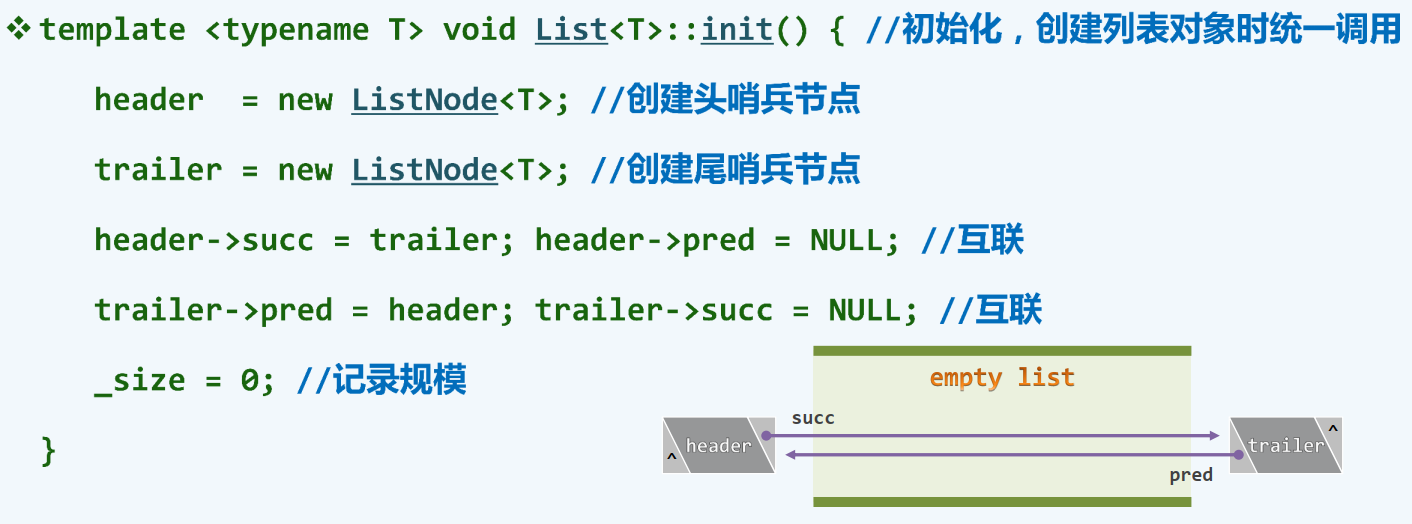 ❖ template <typename T> void List<T>::init() { //初始化，创建列表对象时统一调用
header = new ListNode<T>; //创建头哨兵节点
trailer = new ListNode<T>; //创建尾哨兵节点
header->succ = trailer; header->pred = NULL; //互联
trailer->pred = header; trailer->succ = NULL; //互联
_size = 0; //记录规模
}
empty list
succ
header
^
trailer
^
pred